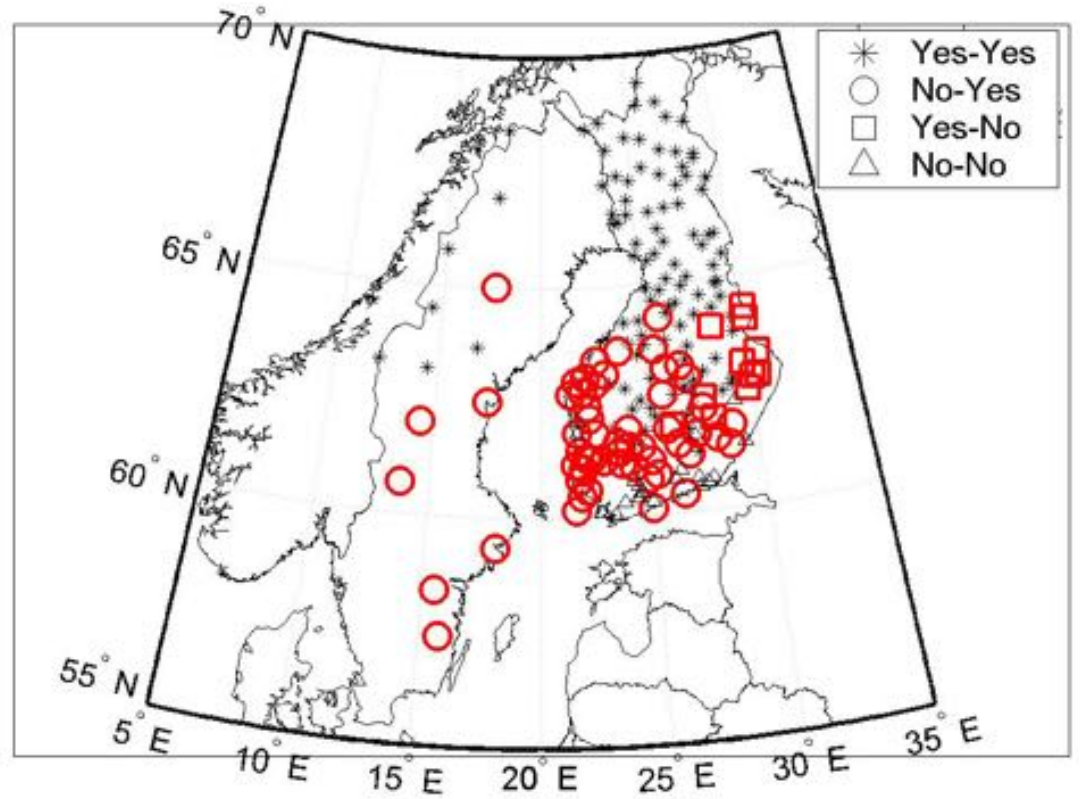 70° N
Yes-Yes
No-Yes
Yes-No
No-No
65° N
60° N
55° N
5° E
10° E
15° E
20° E
25° E
30° E
35° E